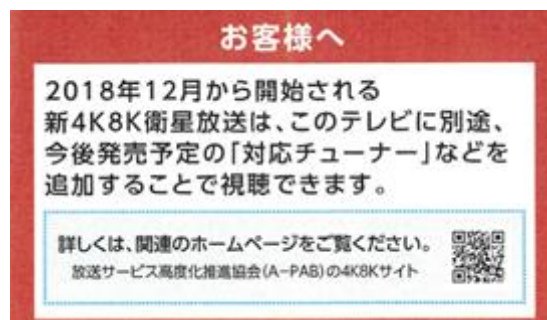 お客様へ
2018年12月から開始される
新4K8K衛星放送は、このテレビに別途、
今後発売予定の「対応チューナー」などを
追加することで視聴できます。
詳しくは、関連のホームページをご覧ください。
放送サービス高度化推進協会(A-PAB)の4K8Kサイト